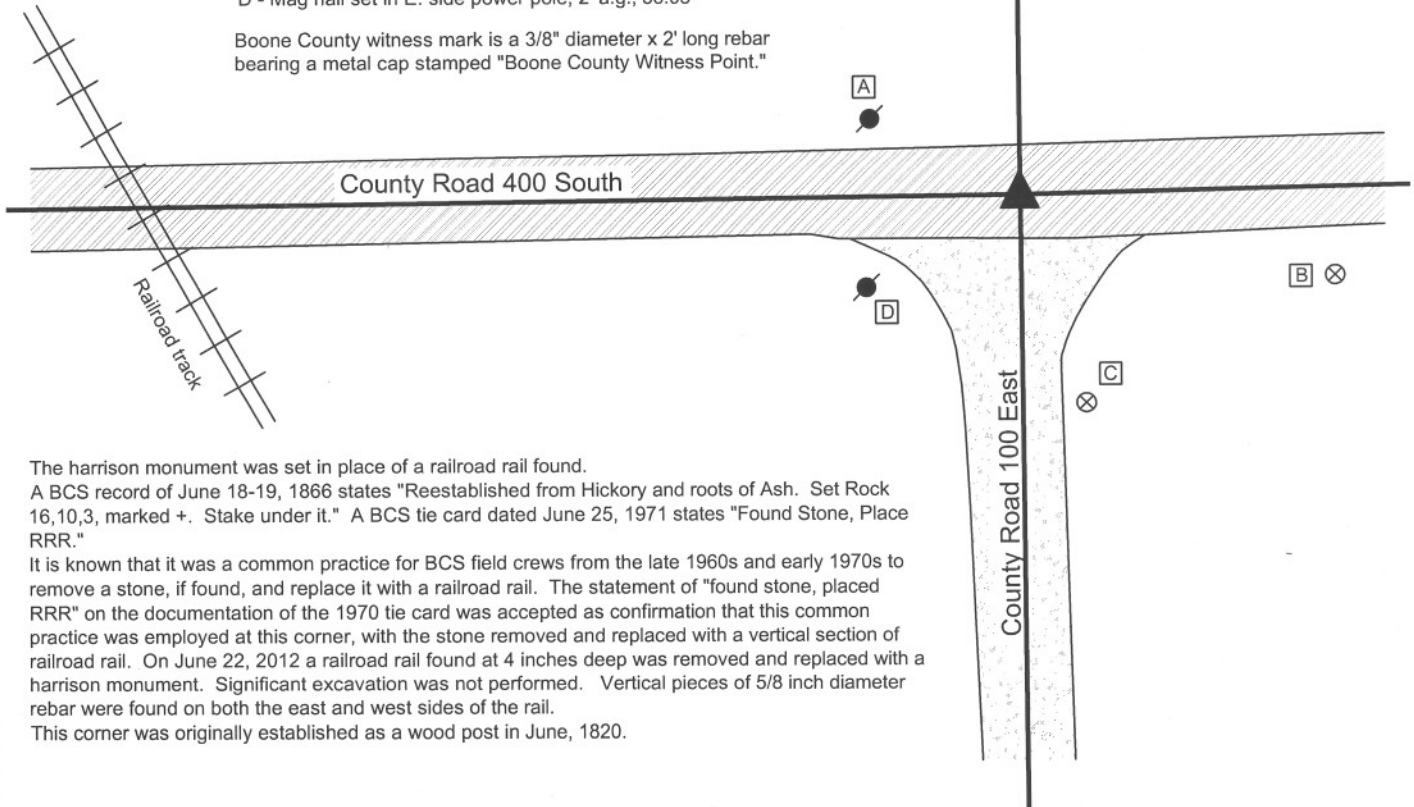 Boone County witness mark is a 3/8" diameter x 2' long rebar
bearing a metal cap stamped "Boone County Witness Point."
A
County Road 400 South
B
D
Railroad track
C
County Road 100 East
The harrison monument was set in place of a railroad rail found.
A BCS record of June 18-19, 1866 states "Reestablished from Hickory and roots of Ash. Set Rock
16,10,3, marked +. Stake under it." A BCS tie card dated June 25, 1971 states "Found Stone, Place
RRR."
It is known that it was a common practice for BCS field crews from the late 1960s and early 1970s to
remove a stone, if found, and replace it with a railroad rail. The statement of "found stone, placed
RRR" on the documentation of the 1970 tie card was accepted as confirmation that this common
practice was employed at this corner, with the stone removed and replaced with a vertical section of
railroad rail. On June 22, 2012 a railroad rail found at 4 inches deep was removed and replaced with a
harrison monument. Significant excavation was not performed. Vertical pieces of 5/8 inch diameter
rebar were found on both the east and west sides of the rail.
This corner was originally established as a wood post in June, 1820.